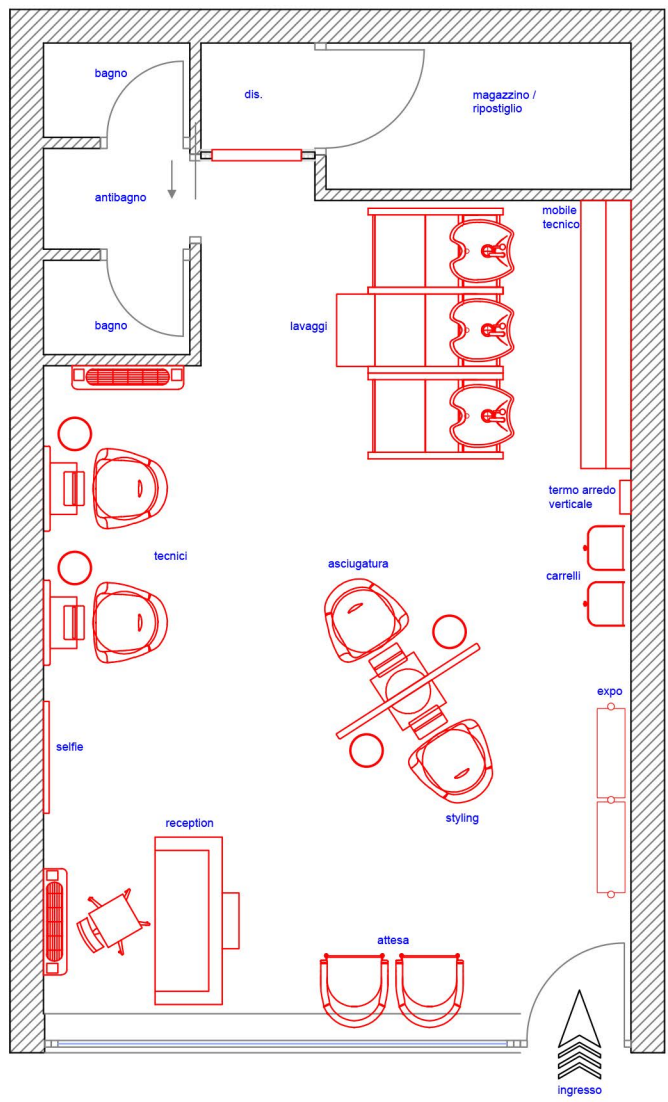 bagno
dis.
magazzino /
ripostiglio
antibagno
mobile
tecnico
bagno
lavaggi
termo arredo
verticale
tecnici
asciugatura
carrelli
expo
selfie
styling
reception
attesa
ingresso